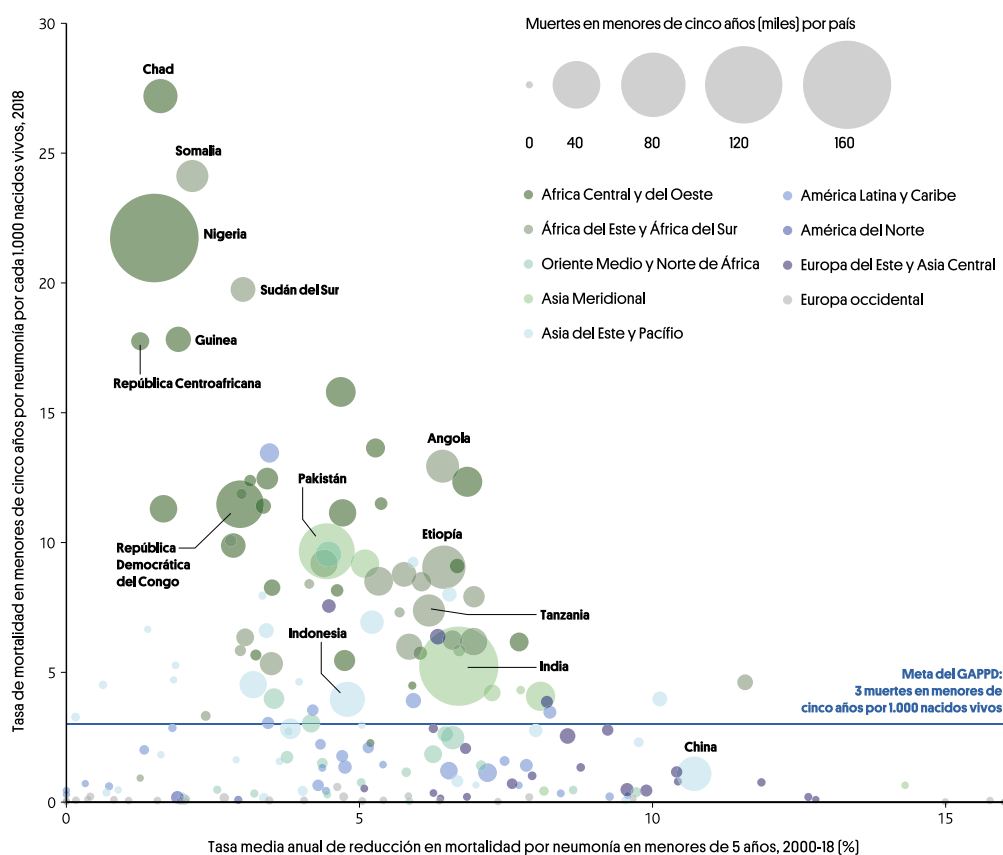 Tasa de mortalidad en menores de cinco años por neumonía por cada 1.000 nacidos vivos, 2018
30
25
20
15
10
5
0
Muertes en menores de cinco años (miles) por país
0 40 80 120 160
Africa Central y del Oeste
África del Este y África del Sur
Oriente Medio y Norte de África
Asia Meridional
Asia del Este y Pacífio
América Latina y Caribe
América del Norte
Europa del Este y Asia Central
Europa occidental
Chad
Somalia
Nigeria
Sudán del Sur
Guinea
República Centroafricana
Angola
Pakistán
Etiopía
República
Democrática
del Congo
Tanzania
Indonesia
India
Meta del GAPPD:
3 muertes en menores de
cinco años por 1.000 nacidos vivos
China
0 5 10 15
Tasa media anual de reducción en mortalidad por neumonía en menores de 5 años, 2000-18 (%)